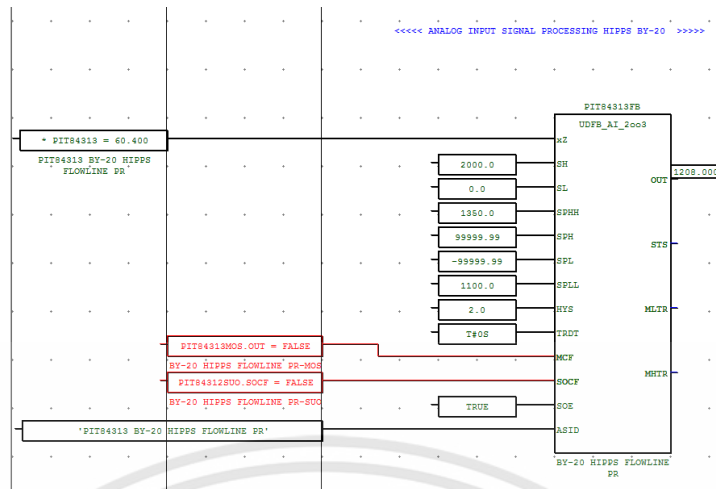 <<<<< ANALOG INPUT SIGNAL PROCESSING HIPPS BY-20 >>>>>
PIT84313FB
UDFB_AI_2oo3
* PIT84313 = 60.400
xZ
PIT84313 BY-20 HIPPS
FLOWLINE PR
2000.0
SH
OUT
1208.000
0.0
SL
1350.0
SPHH
99999.99
SPH
STS
-99999.99
SPL
1100.0
SPLL
2.0
HYS
MLTR
T#0S
TRDT
PIT84313MOS.OUT = FALSE
MCF
BY-20 HIPPS FLOWLINE PR-MOS
MHTR
PIT84312SUO.SOCF = FALSE
SOCF
BY-20 HIPPS FLOWLINE PR-SUO
TRUE
SOE
'PIT84313 BY-20 HIPPS FLOWLINE PR'
ASID
BY-20 HIPPS FLOWLINE
PR